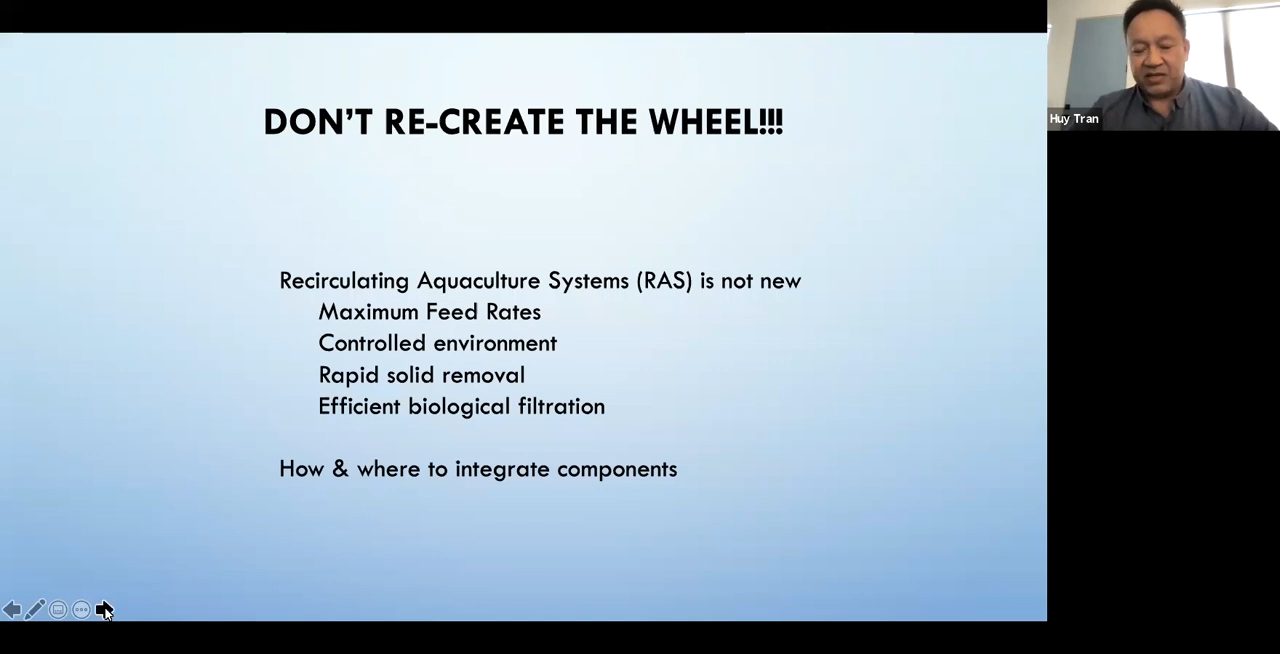 DON'T RE-CREATE THE WHEEL!!!
Huy Tran
Recirculating Aquaculture Systems (RAS) is not new
Maximum Feed Rates
Controlled environment
Rapid solid removal
Efficient biological filtration
How & where to integrate components